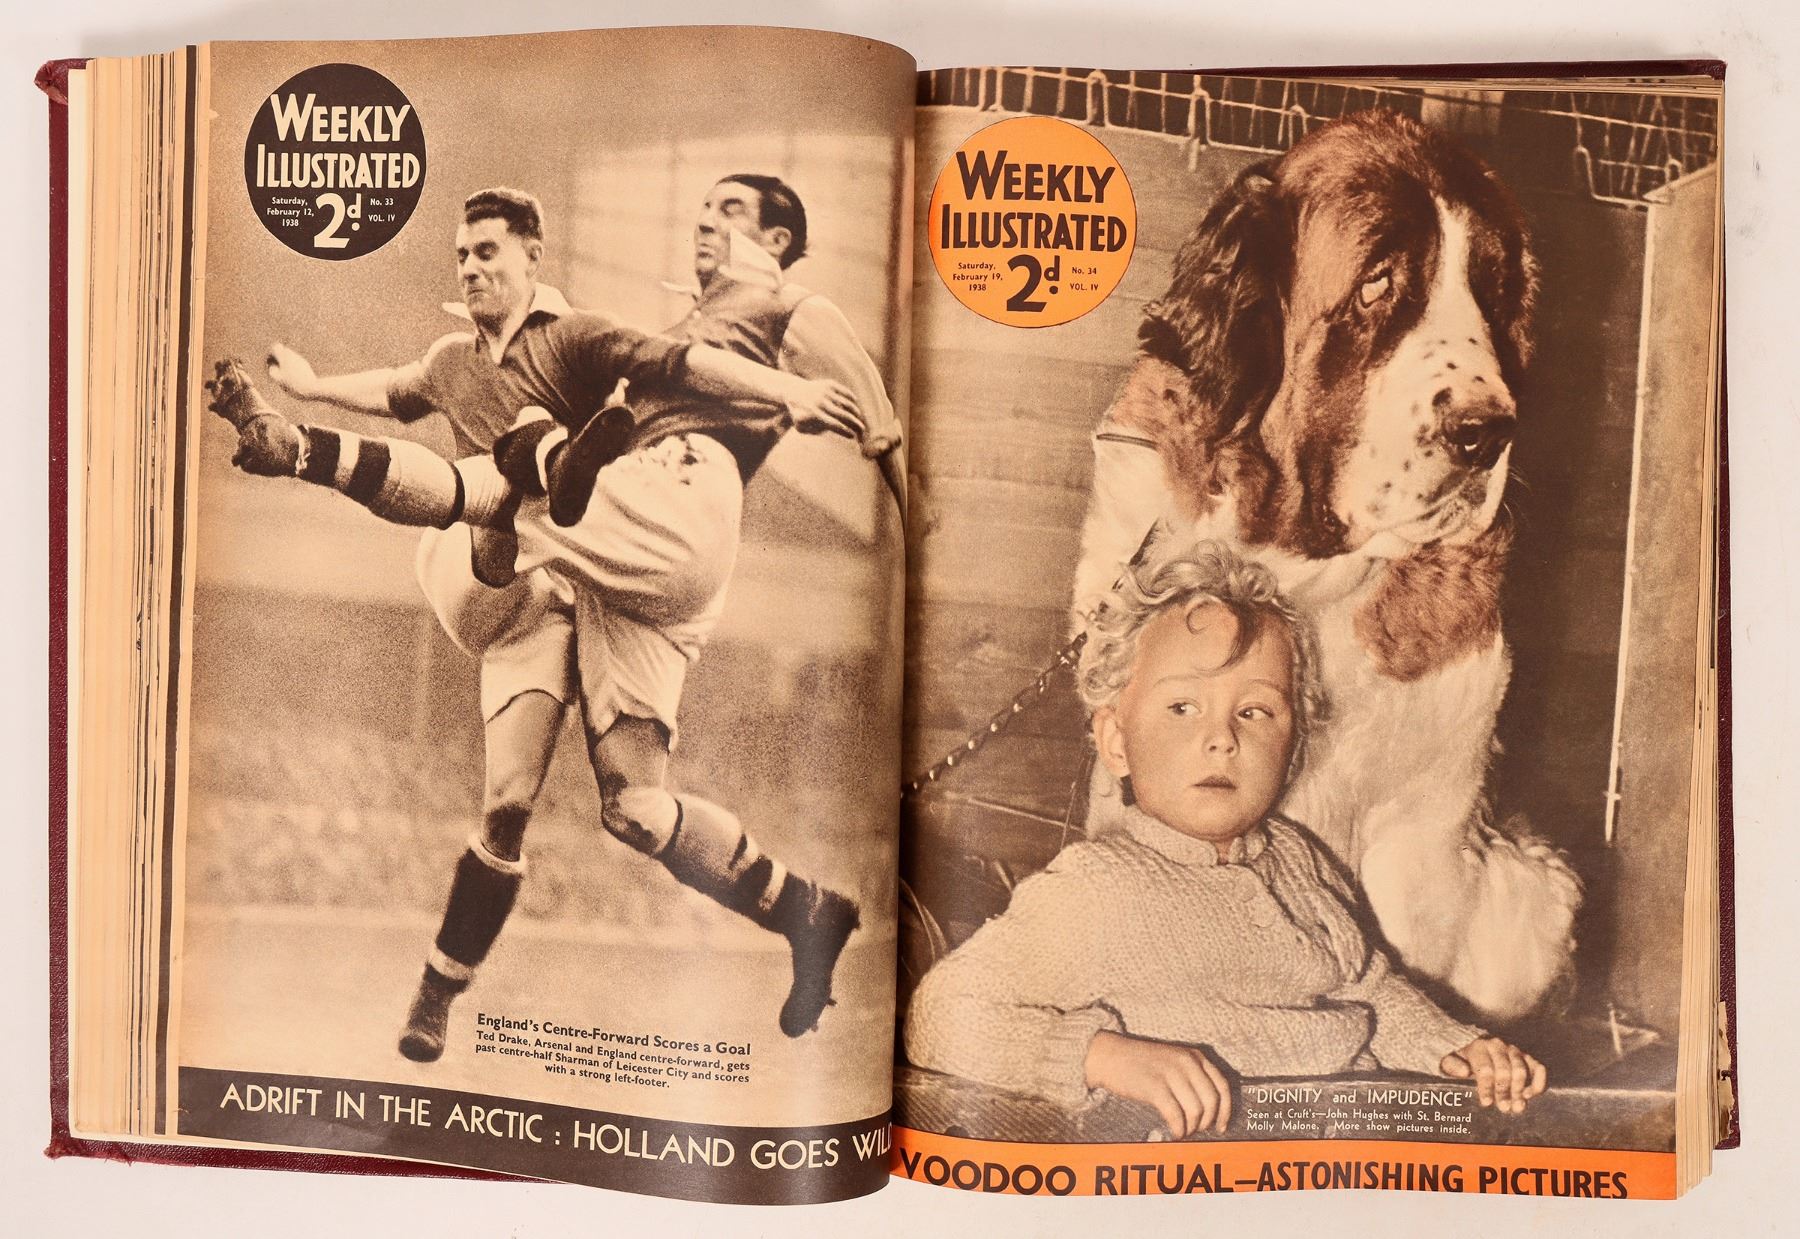 WEEKLY
ILLUSTRATED
Saturday,
February 12,
1938
2d.
No. 33
VOL. IV
England's Centre-Forward Scores a Goal
Ted Drake, Arsenal and England centre-forward, gets
past centre-half Sharman of Leicester City and scores
with a strong left-footer.
ADRIFT IN THE ARCTIC : HOLLAND GOES
WEEKLY
ILLUSTRATED
Saturday,
February 19,
1938
2d.
No. 34
VOL. IV
"DIGNITY and IMPUDENCE"
Seen at Cruft's—John Hughes with St. Bernard
Molly Malone. More show pictures inside.
VOODOO RITUAL—ASTONISHING PICTURES